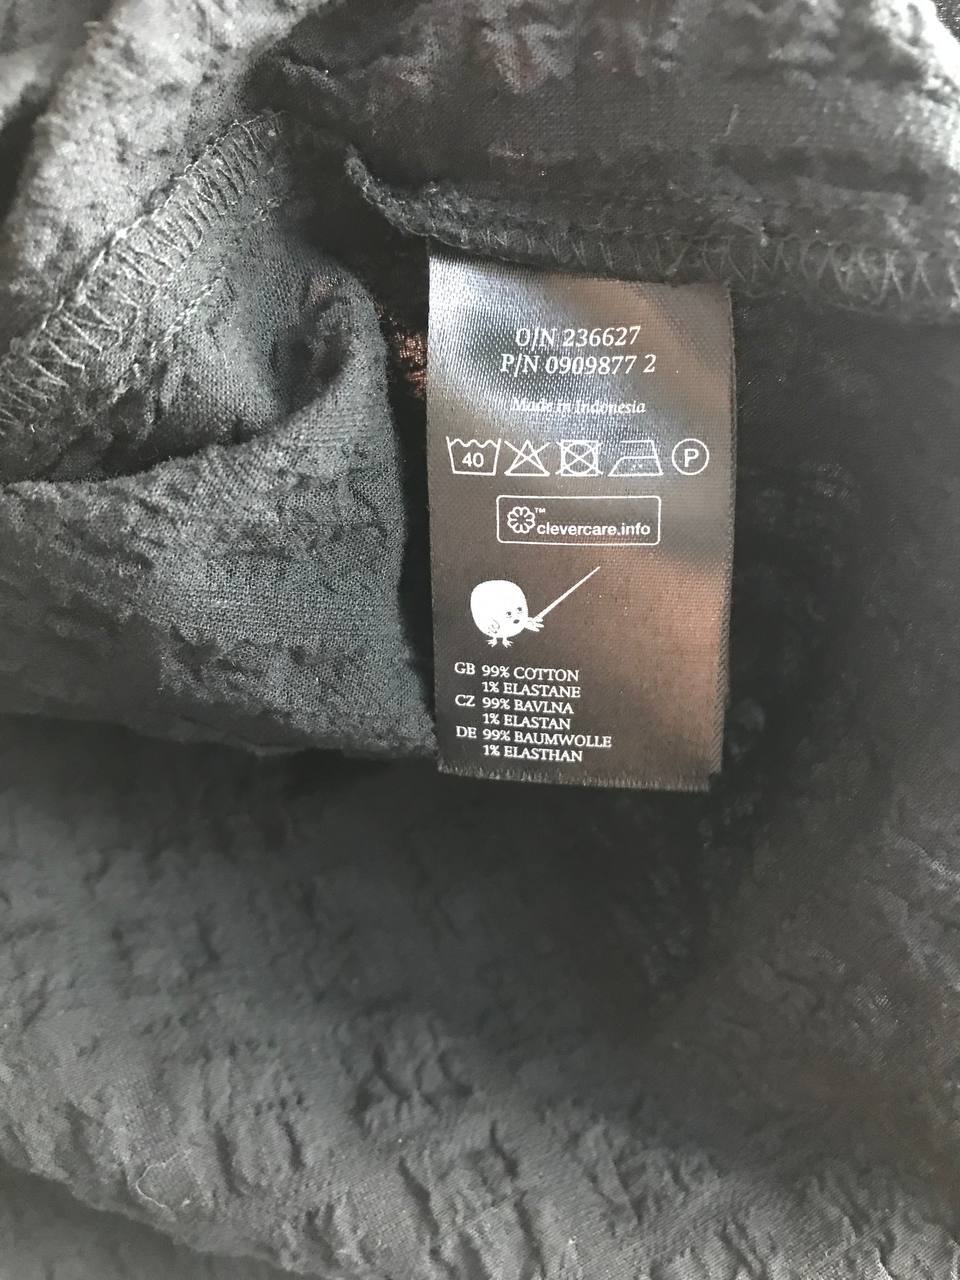 O/N 236627
P/N 0909877 2
Made in Indonesia
40 P
™
clevercare.info
GB 99% COTTON
1% ELASTANE
CZ 99% BAVLNA
1% ELASTAN
DE 99% BAUMWOLLE
1% ELASTHAN